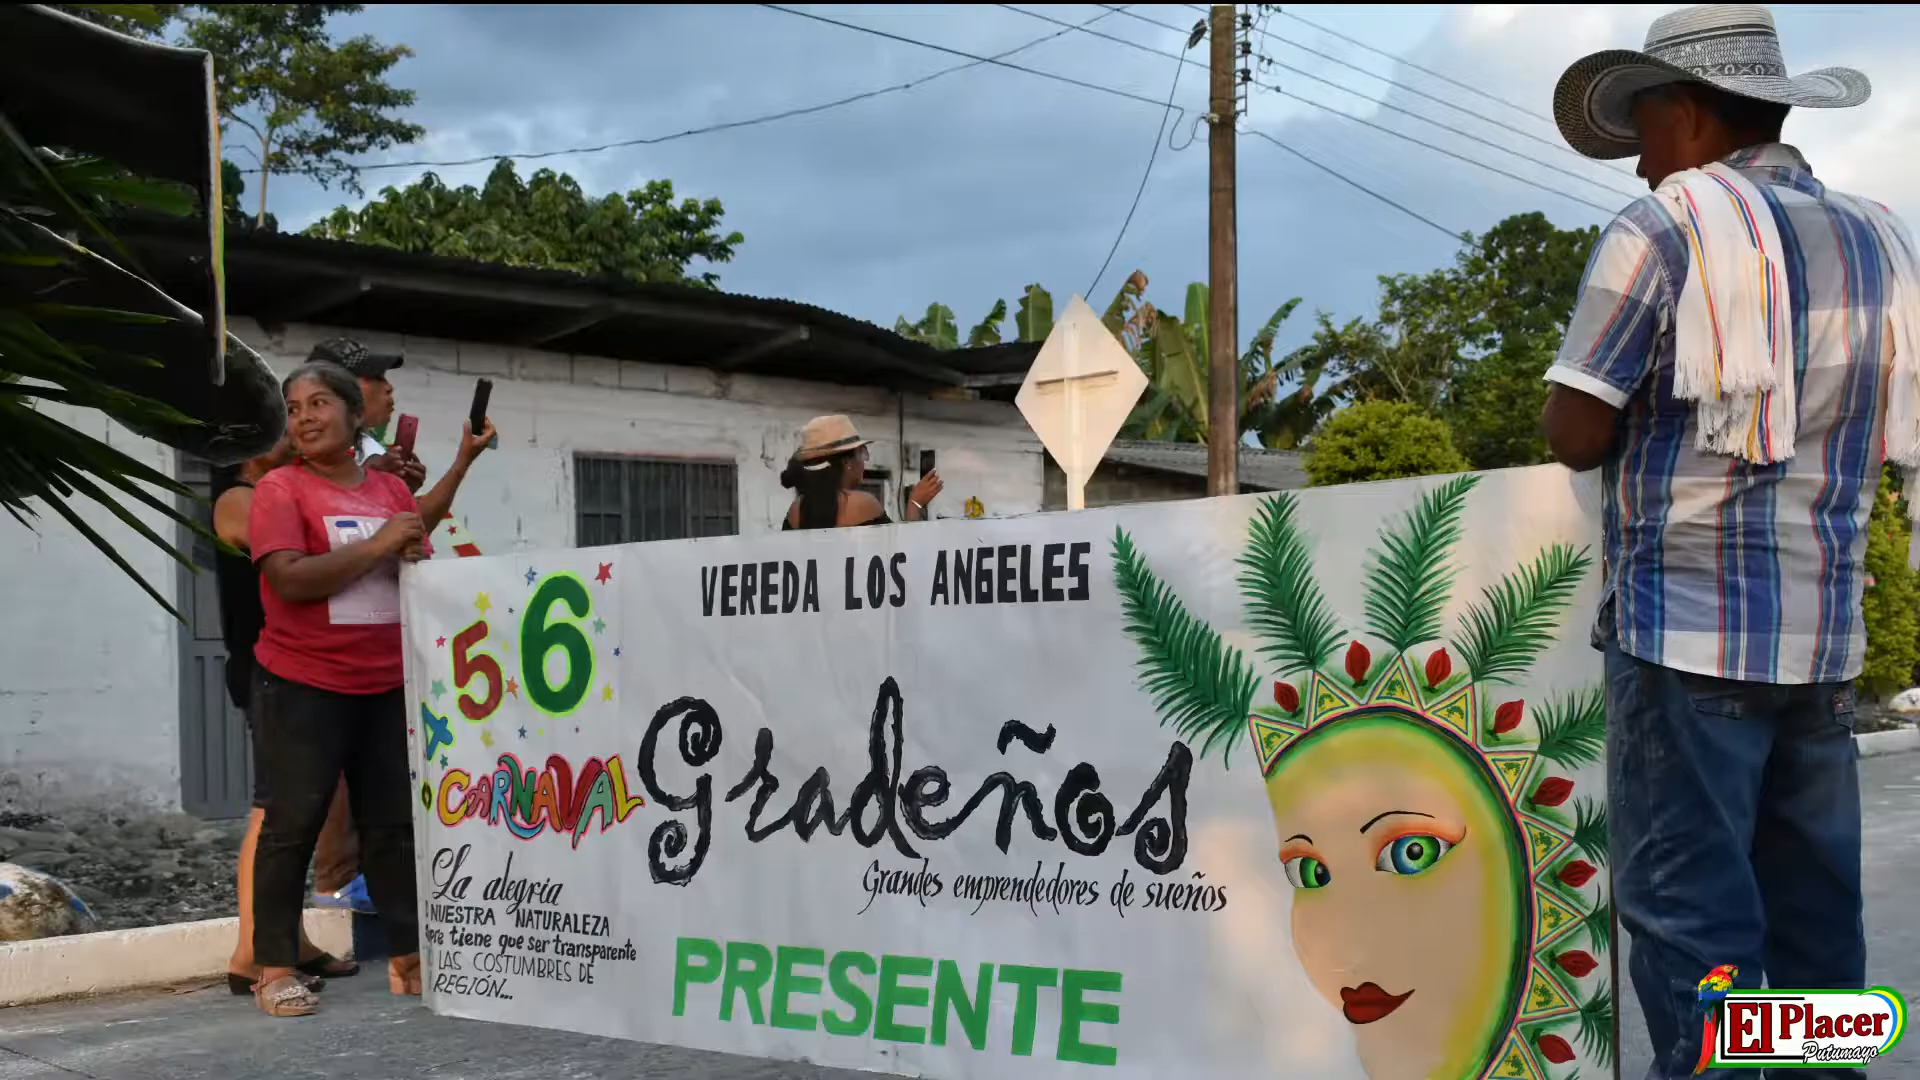 VEREDA LOS ANGELES
56
CARNAVAL
Gradeños
Grandes emprendedores de sueños
La alegria
NUESTRA NATURALEZA
tiene que ser transparente
LAS COSTUMBRES DE
REGIÓN...
PRESENTE
El Placer
Putumayo